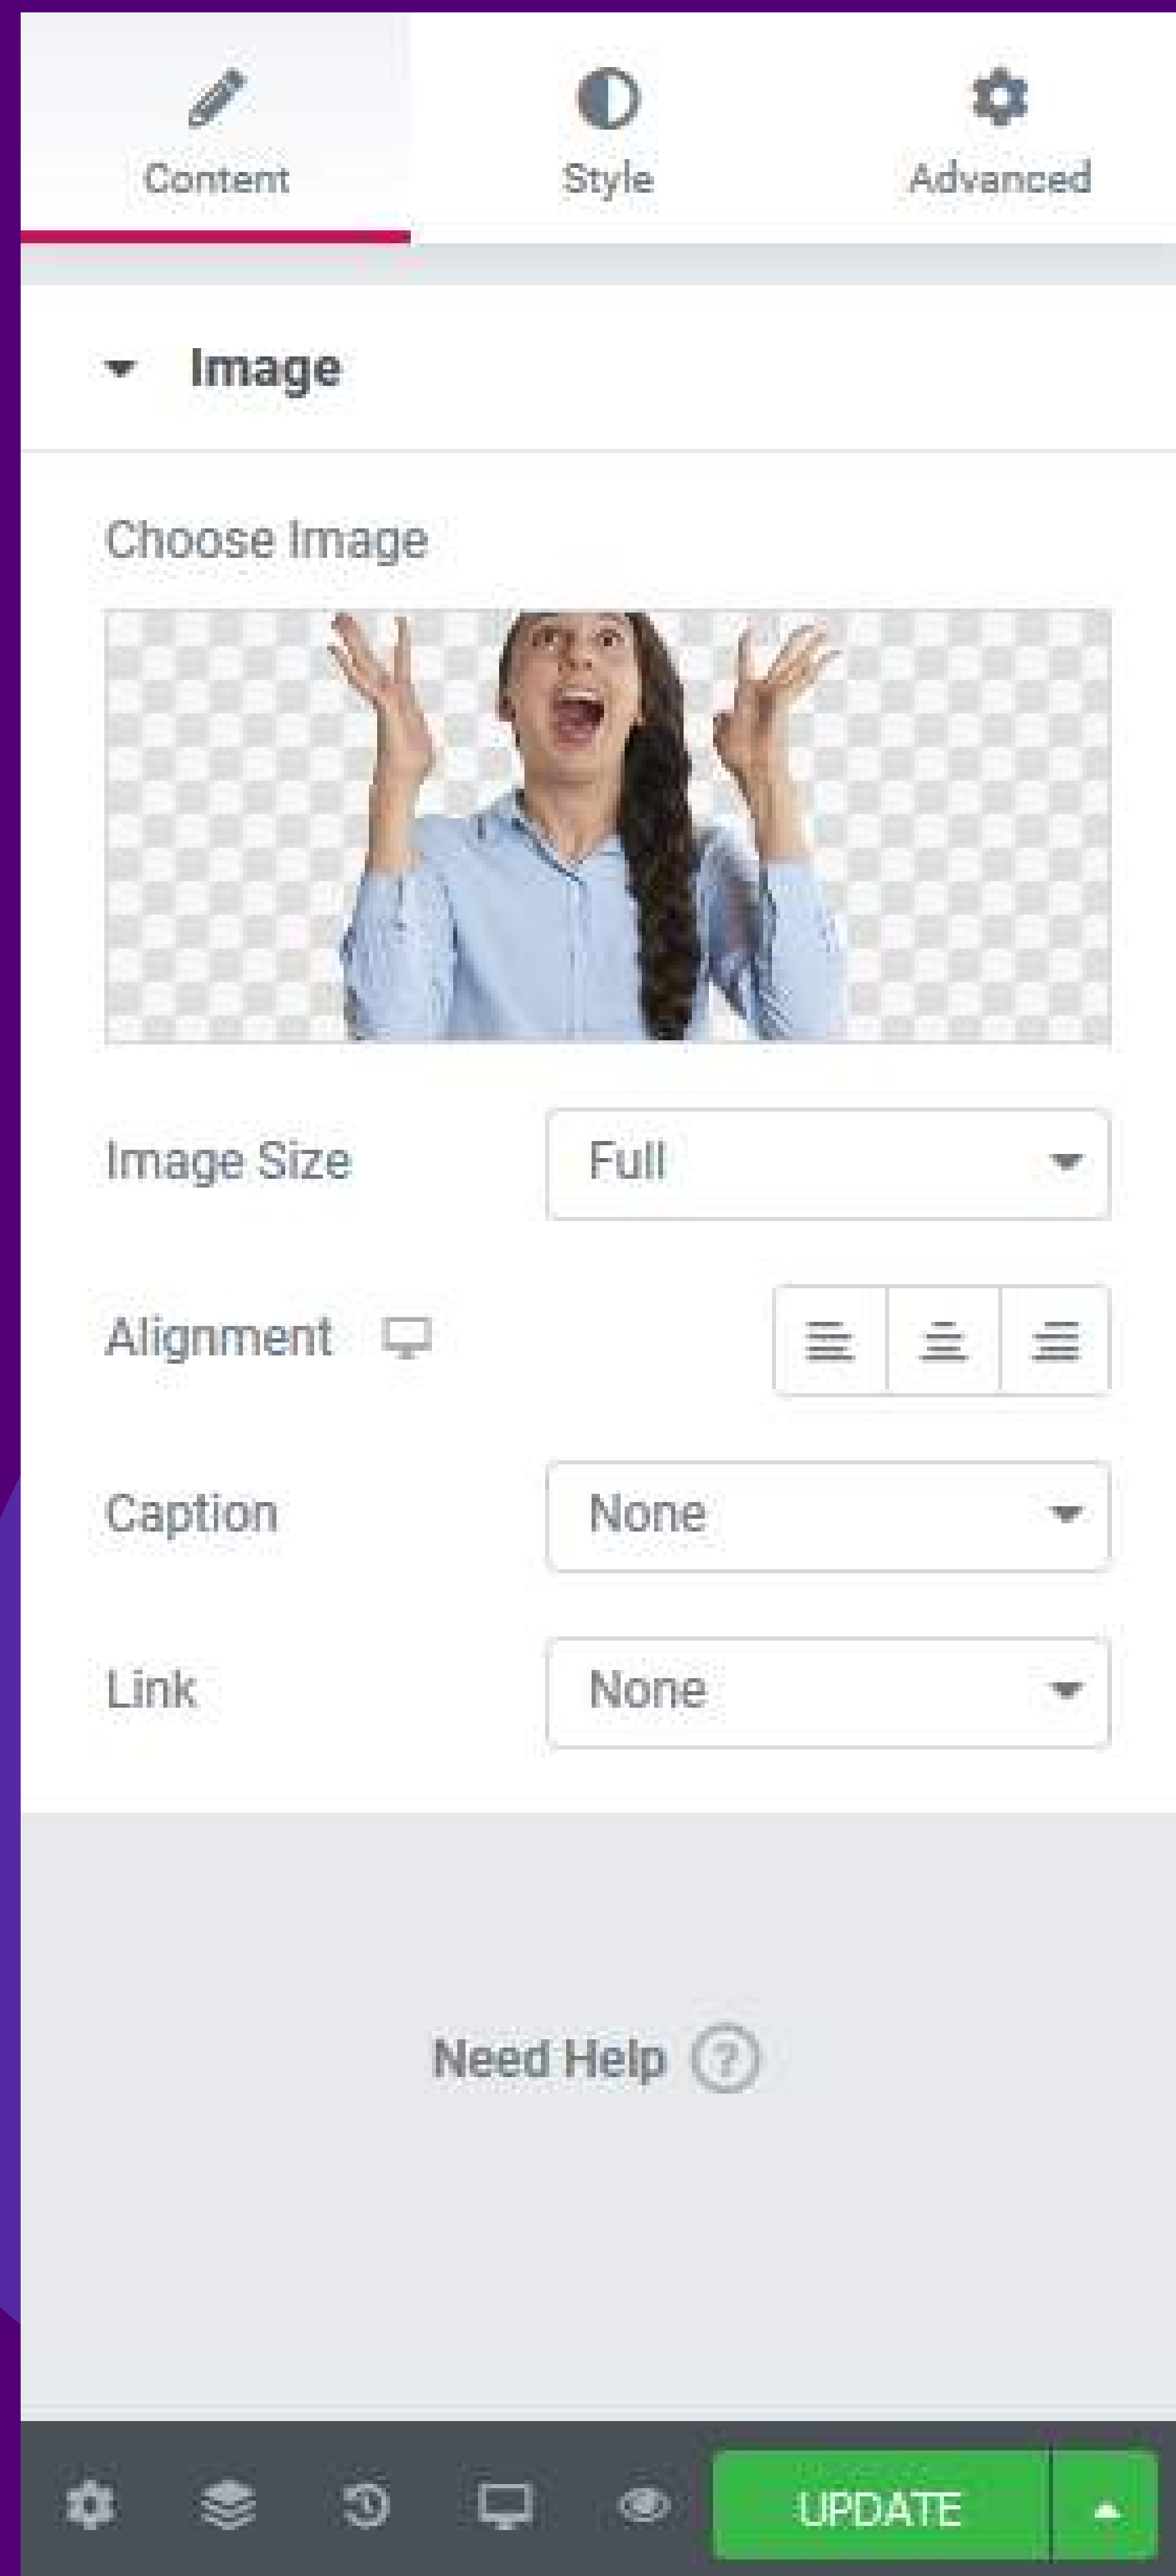 Content Style Advanced
Image
Choose Image
Image Size Full
Alignment
Caption None
Link None
Need Help ?
UPDATE